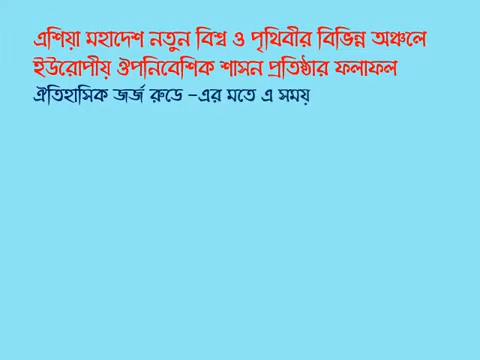 এশিয়া মহাদেশ নতুন বিশ্ব ও পৃথিবীর বিভিন্ন অঞ্চলে
ইউরোপীয় ঔপনিবেশিক শাসন প্রতিষ্ঠার ফলাফল
ঐতিহাসিক জর্জ রুডে –এর মতে এ সময়